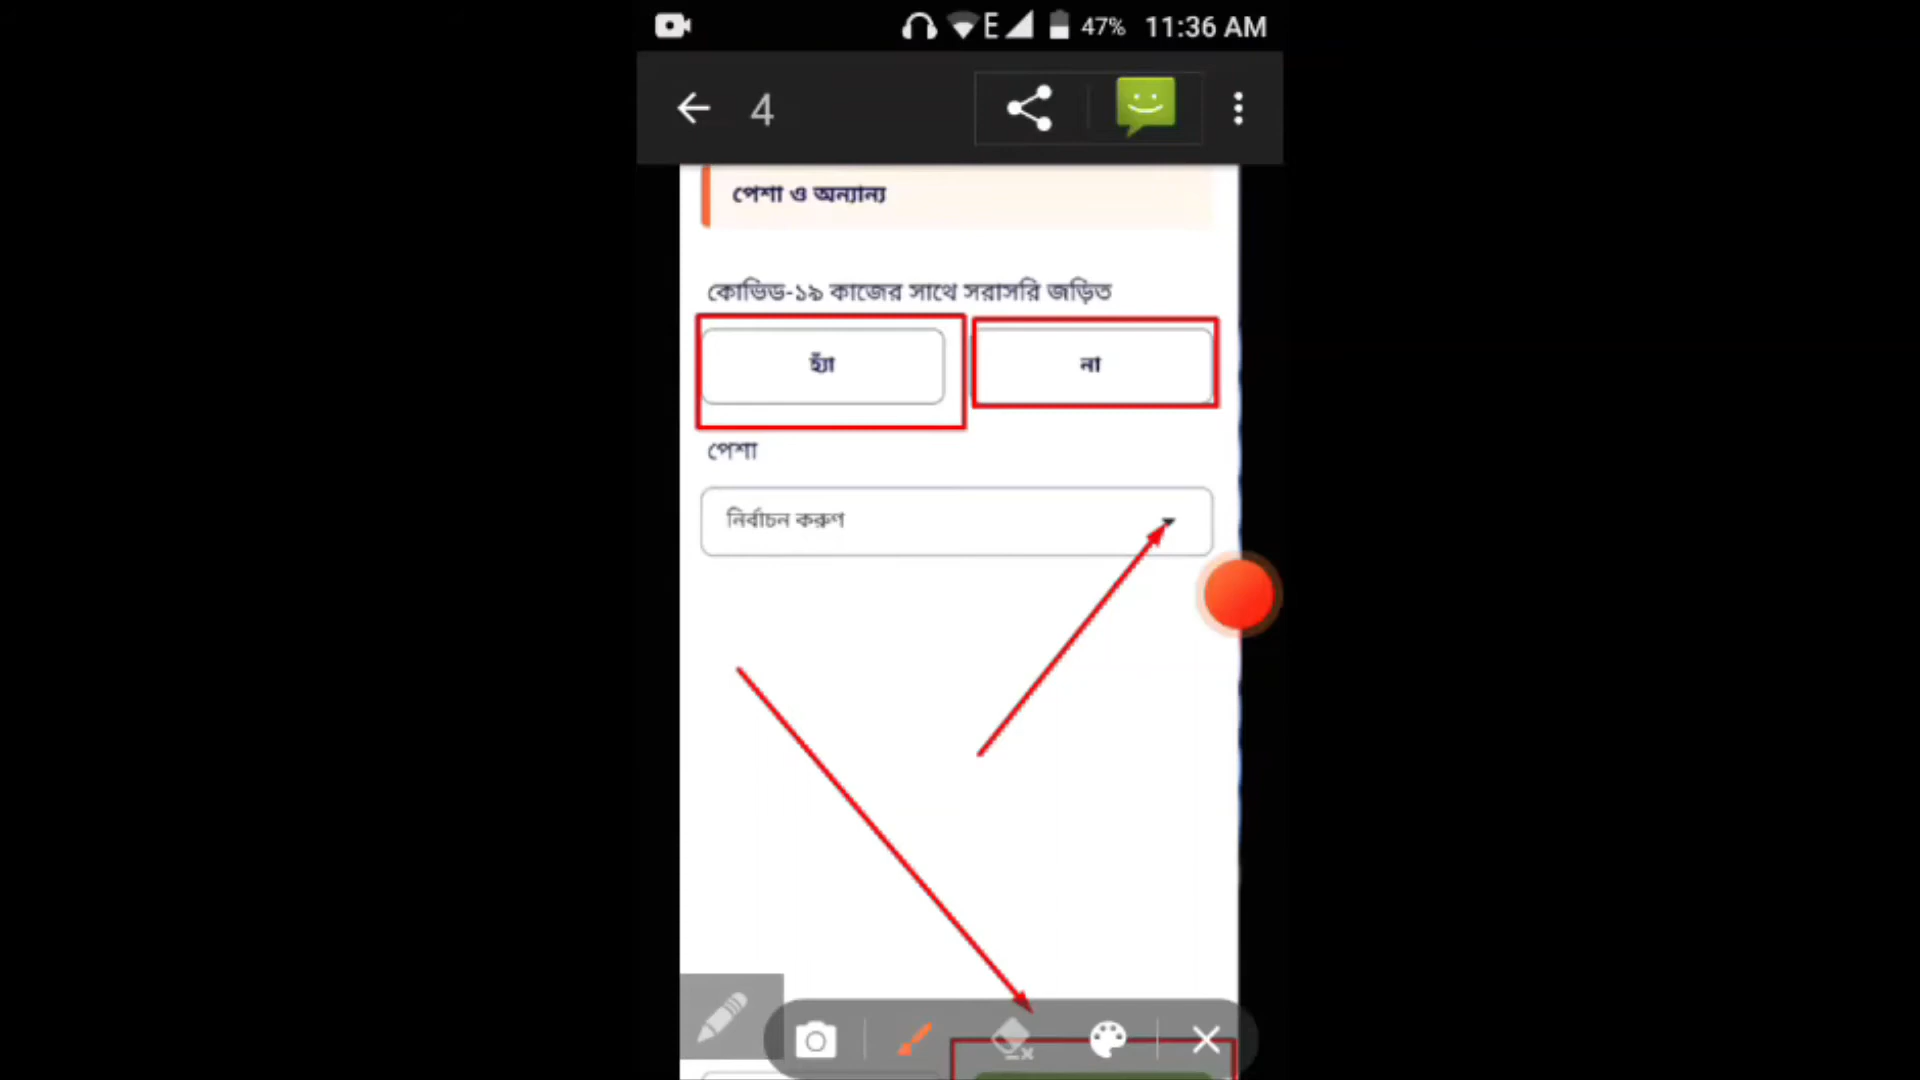 E 47% 11:36 AM
4
পেশা ও অন্যান্য
কোভিড-১৯ কাজের সাথে সরাসরি জড়িত
হ্যাঁ না
পেশা
নির্বাচন করুণ